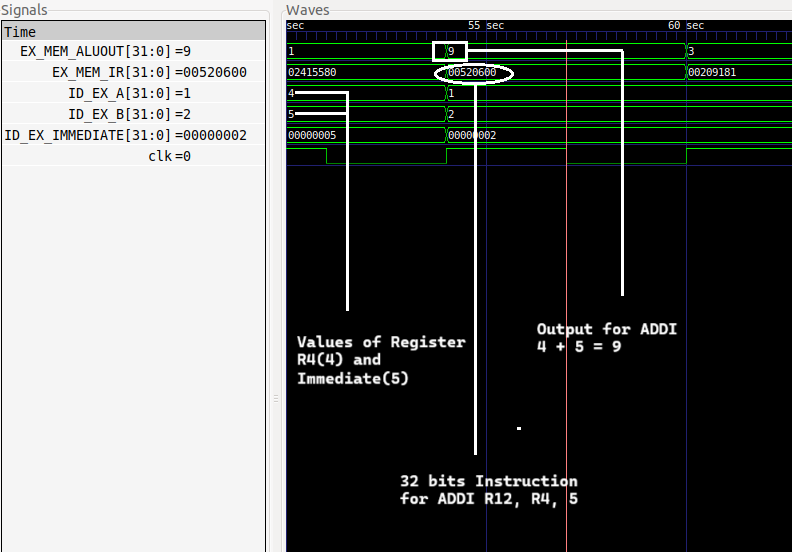 Signals
Waves
Time
sec
55 sec
60 sec
EX_MEM_ALUOUT[31:0] =9
1
9
3
EX_MEM_IR[31:0] =00520600
02415580
00520600
00209181
ID_EX_A[31:0] =1
4
1
ID_EX_B[31:0] =2
5
2
ID_EX_IMMEDIATE[31:0] =00000002
00000005
00000002
clk =0
Values of Register
R4(4) and
Immediate(5)
Output for ADDI
4 + 5 = 9
32 bits Instruction
for ADDI R12, R4, 5